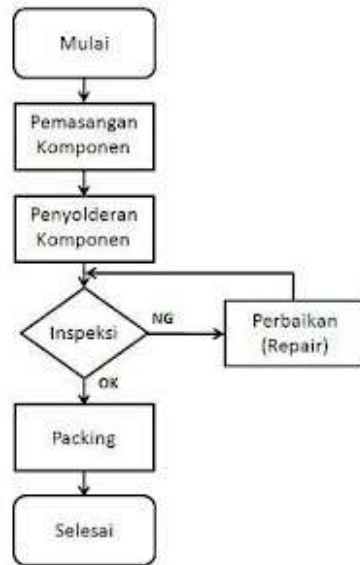 Mulai
Pemasangan
Komponen
Penyolderan
Komponen
Inspeksi
NG
Perbaikan
(Repair)
OK
Packing
Selesai